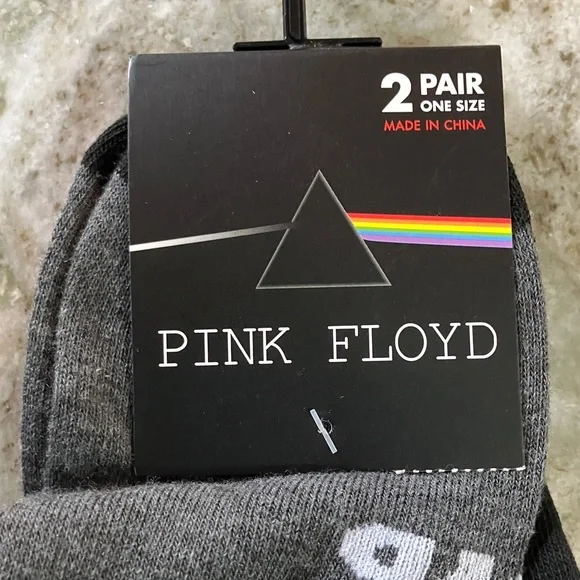 2 PAIR
ONE SIZE
MADE IN CHINA
PINK FLOYD